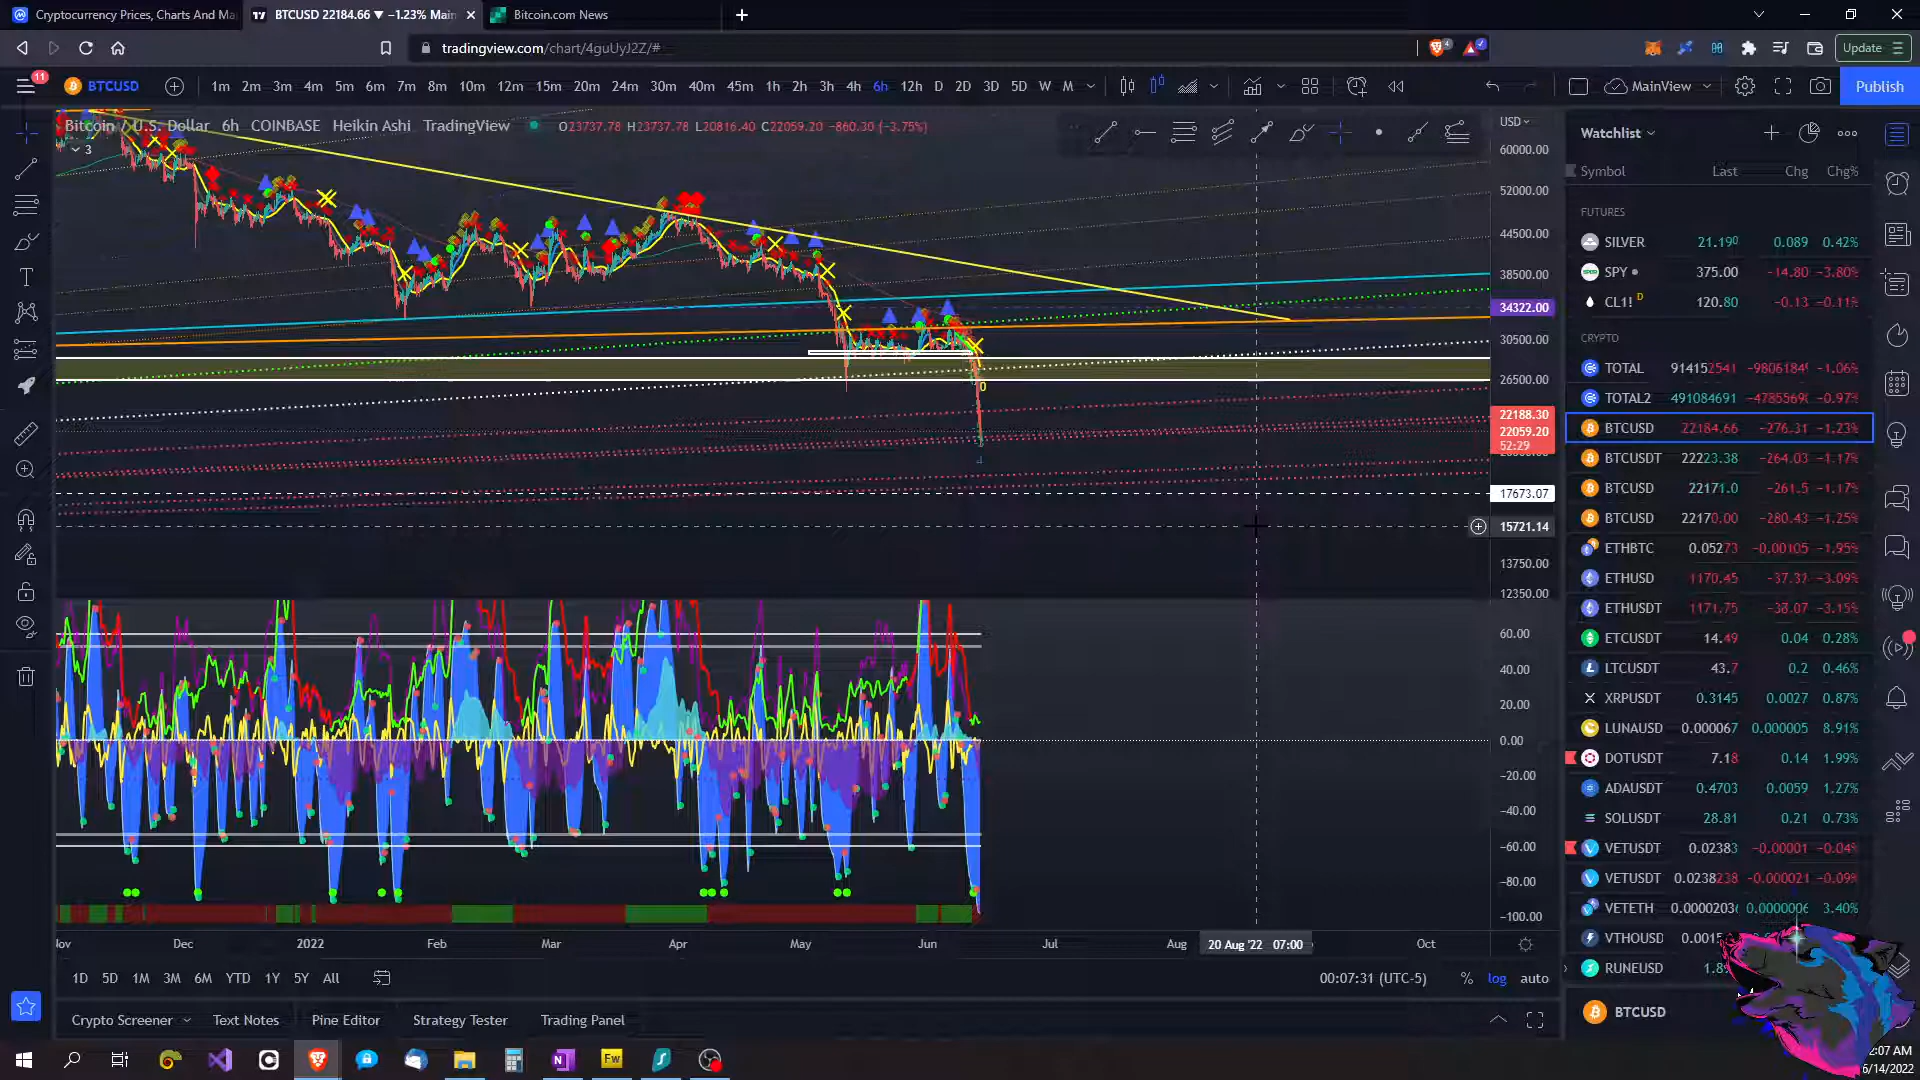 Cryptocurrency Prices, Charts And Ma
BTCUSD 22184.66 ▼ −1.23% Main
Bitcoin.com News
tradingview.com/chart/4guUyJ2Z/#
4
Update
11
BTCUSD
1m 2m 3m 4m 5m 6m 7m 8m 10m 12m 15m 20m 24m 30m 40m 45m 1h 2h 3h 4h 6h 12h D 2D 3D 5D W M
MainView
Publish
Bitcoin / U.S. Dollar 6h COINBASE Heikin Ashi TradingView
O23737.78 H23737.78 L20816.40 C22059.20 −860.30 (−3.75%)
3
USD
60000.00
52000.00
44500.00
38500.00
34322.00
30500.00
26500.00
22188.30
22059.20
52:29
17673.07
15721.14
13750.00
12350.00
0
60.00
40.00
20.00
0.00
−20.00
−40.00
−60.00
−80.00
−100.00
Dec 2022 Feb Mar Apr May Jun Jul Aug 20 Aug '22 07:00 Oct
1D 5D 1M 3M 6M YTD 1Y 5Y All
00:07:31 (UTC-5) % log auto
Crypto Screener Text Notes Pine Editor Strategy Tester Trading Panel
Watchlist
Symbol Last Chg Chg%
FUTURES
SILVER 21.190 0.089 0.42%
SPY 375.00 −14.80 −3.80%
CL1! D 120.80 −0.13 −0.11%
CRYPTO
TOTAL 914152541 −9806184 −1.06%
TOTAL2 491084691 −4785569 −0.97%
BTCUSD 22184.66 −276.31 −1.23%
BTCUSDT 22223.38 −264.03 −1.17%
BTCUSD 22171.0 −261.5 −1.17%
BTCUSD 22170.00 −280.43 −1.25%
ETHBTC 0.05273 −0.00105 −1.95%
ETHUSD 1170.45 −37.31 −3.09%
ETHUSDT 1171.75 −38.07 −3.15%
ETCUSDT 14.49 0.04 0.28%
LTCUSDT 43.7 0.2 0.46%
XRPUSDT 0.3145 0.0027 0.87%
LUNAUSD 0.000067 0.000005 8.91%
DOTUSDT 7.18 0.14 1.99%
ADAUSDT 0.4703 0.0059 1.27%
SOLUSDT 28.81 0.21 0.73%
VETUSDT 0.02383 −0.00001 −0.04%
VETUSDT 0.0238238 −0.000021 −0.09%
VETETH 0.0000203 0.0000006 3.40%
VTHOUSD 0.001
RUNEUSD 1.8
BTCUSD
2:07 AM
6/14/2022